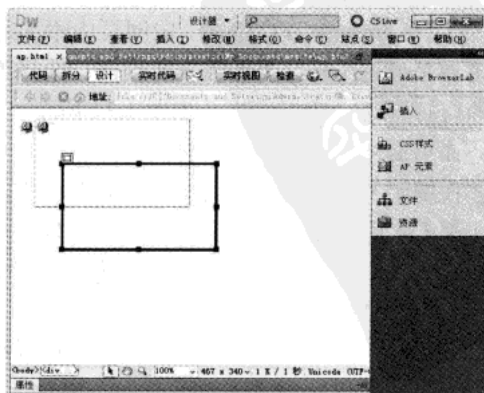 Dw 设计器 CS Live
文件(F) 编辑(E) 查看(V) 插入(I) 修改(M) 格式(O) 命令(C) 站点(S) 窗口(W) 帮助(H)
ap.html ×
代码 拆分 设计 实时代码 实时视图 检查
地址:
Adobe BrowserLab
插入
CSS样式
AP 元素
文件
资源
<body><div 100% 467 x 340 1 K / 1 秒 Unicode (UTF-
属性